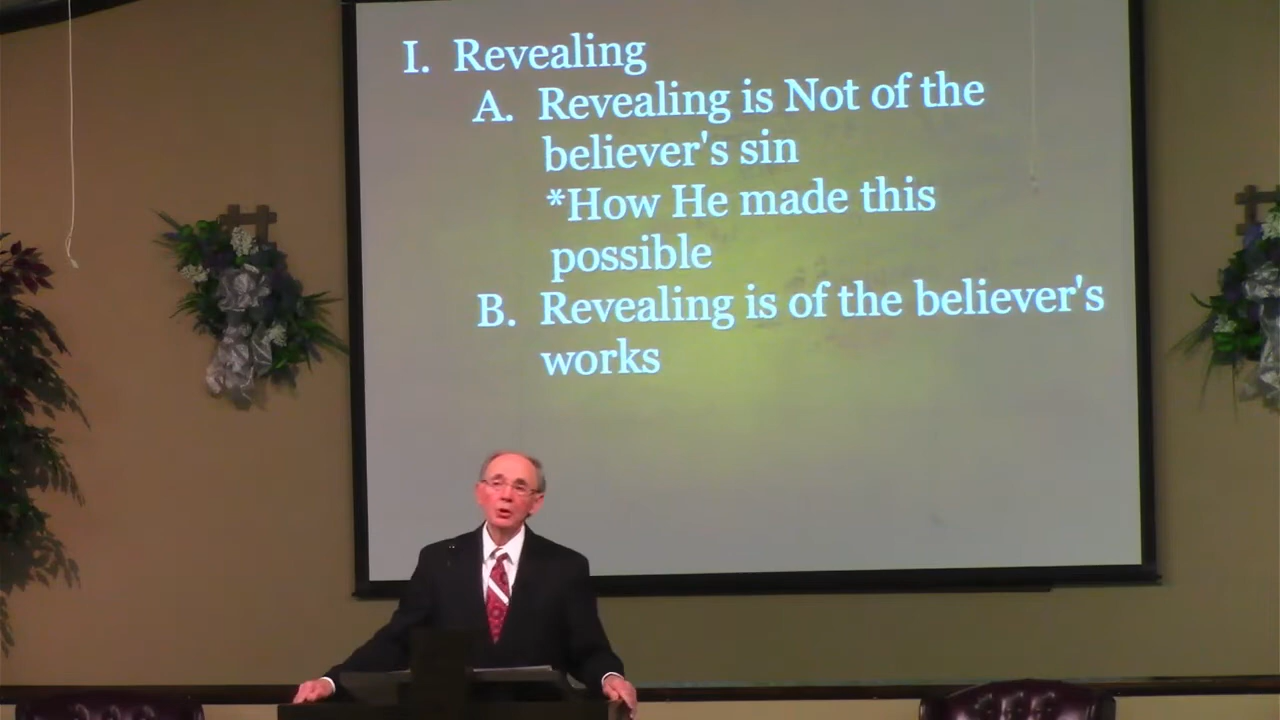 I. Revealing
A. Revealing is Not of the
believer's sin
*How He made this
possible
B. Revealing is of the believer's
works